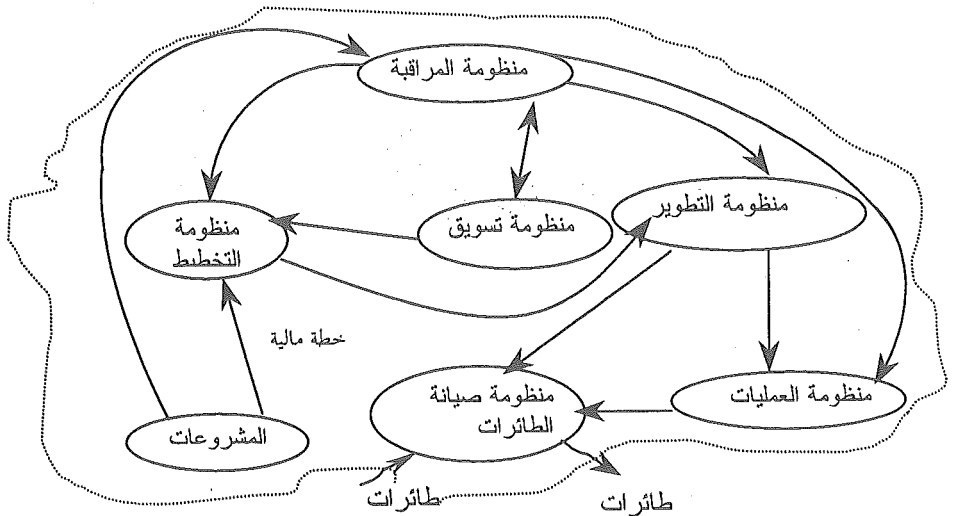 منظومة المراقبة
منظومة التطوير
منظومة تسويق
منظومة
التخطيط
خطة مالية
منظومة العمليات
منظومة صيانة
الطائرات
المشروعات
طائرات
طائرات